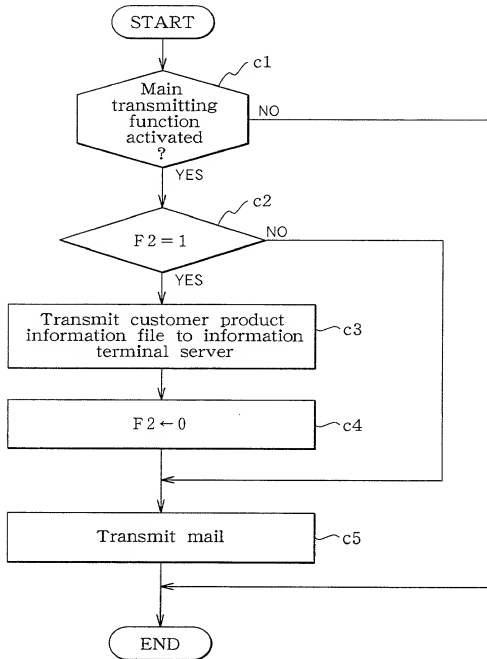 START
c1
Main
transmitting
function
activated
?
NO
YES
c2
F2=1
NO
YES
Transmit customer product
information file to information
terminal server
c3
F2←0
c4
Transmit mail
c5
END